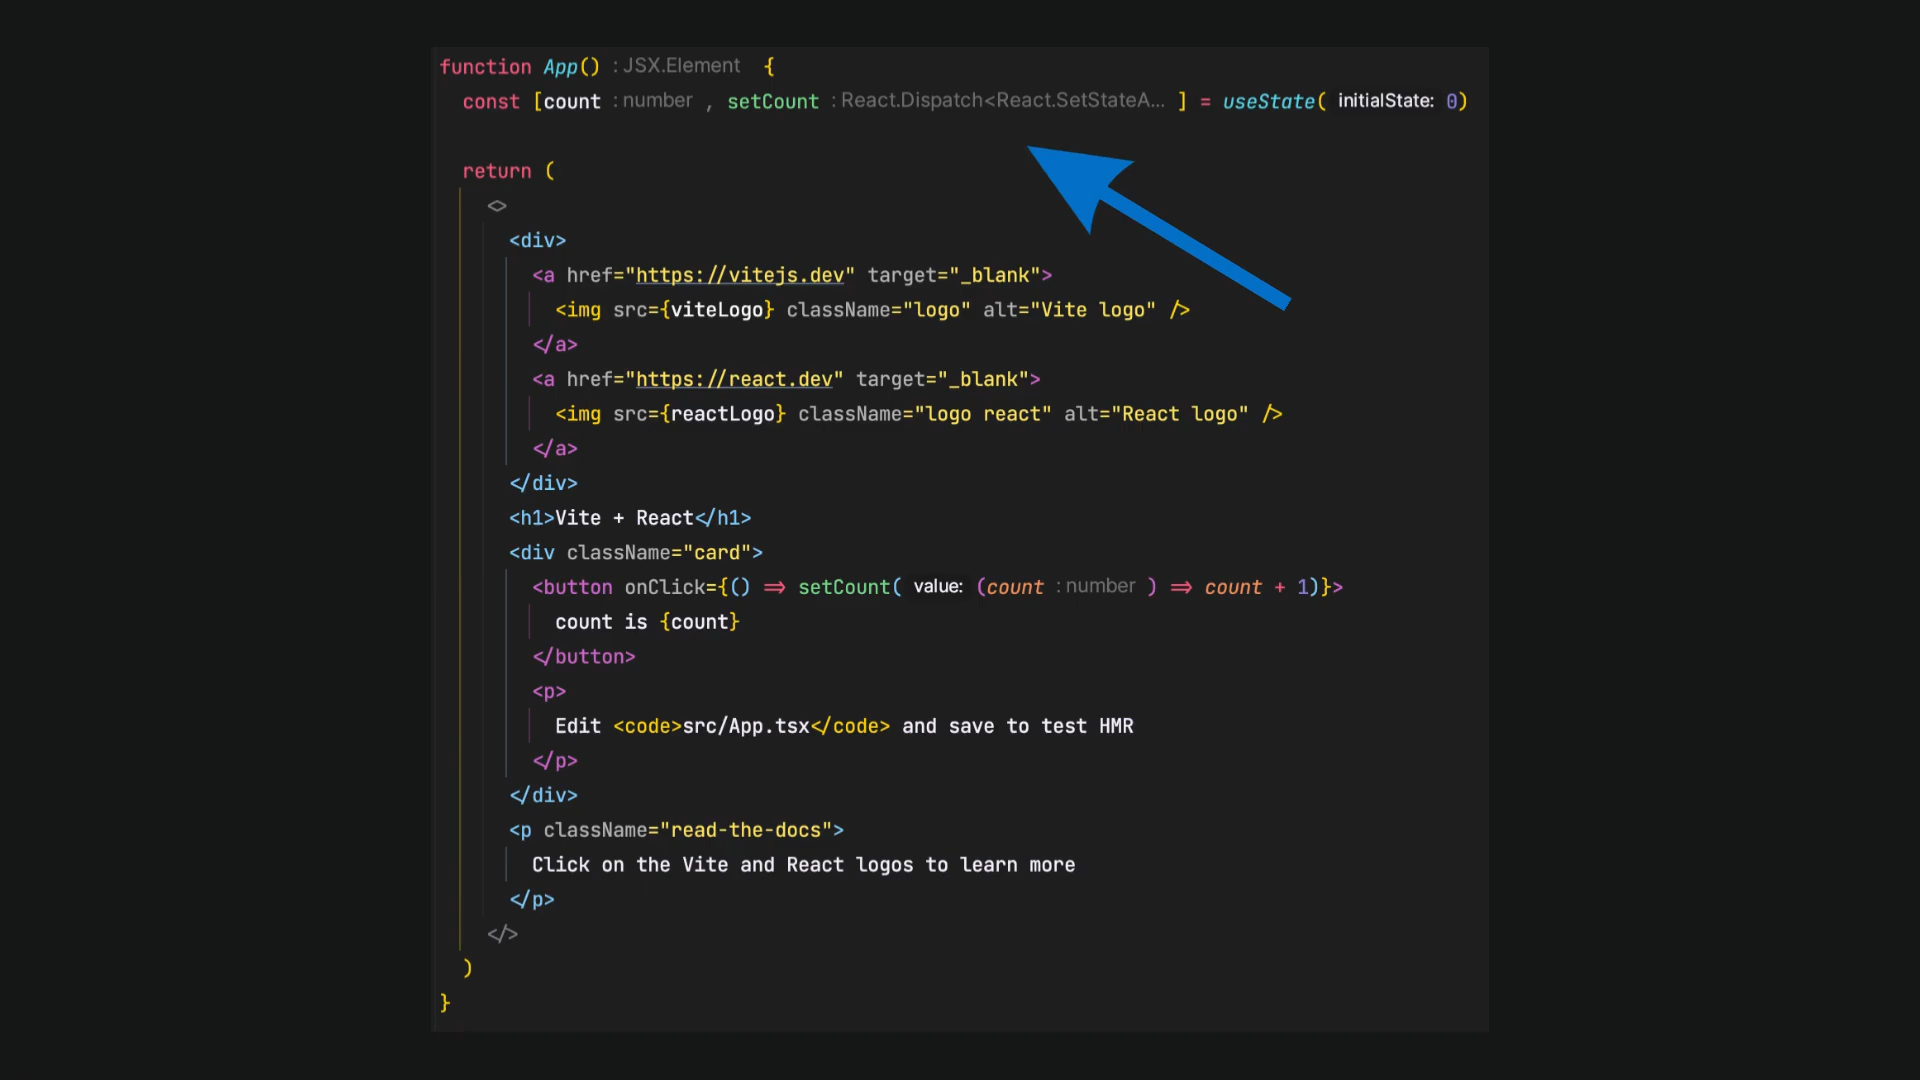 function App() : JSX.Element {
const [count : number , setCount : React.Dispatch<React.SetStateA... ] = useState( initialState: 0)
return (
<>
<div>
<a href="https://vitejs.dev" target="_blank">
<img src={viteLogo} className="logo" alt="Vite logo" />
</a>
<a href="https://react.dev" target="_blank">
<img src={reactLogo} className="logo react" alt="React logo" />
</a>
</div>
<h1>Vite + React</h1>
<div className="card">
<button onClick={() => setCount( value: (count : number ) => count + 1)}>
count is {count}
</button>
<p>
Edit <code>src/App.tsx</code> and save to test HMR
</p>
</div>
<p className="read-the-docs">
Click on the Vite and React logos to learn more
</p>
</>
)
}